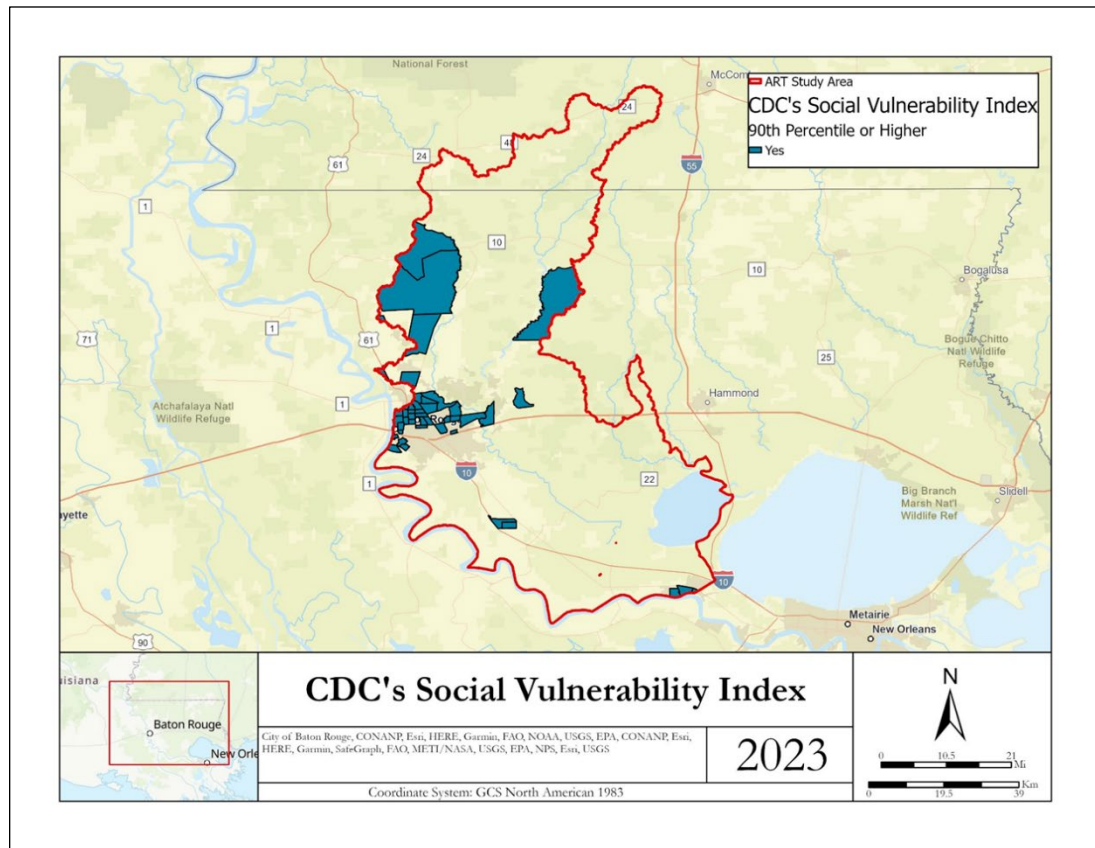 National Forest
McCom
ART Study Area
CDC's Social Vulnerability Index
90th Percentile or Higher
Yes
24
48
24
61
55
1
10
10
Bogalusa
1
61
71
Bogue Chitto
Natl Wildlife
Refuge
25
Atchafalaya Natl
Wildlife Refuge
1
Hammond
10
1
22
Big Branch
Marsh Nat'l
Wildlife Ref
Slidell
ayette
10
90
Metairie
New Orleans
uisiana
Baton Rouge
New Orle
CDC's Social Vulnerability Index
City of Baton Rouge, CONANP, Esri, HERE, Garmin, FAO, NOAA, USGS, EPA, CONANP, Esri,
HERE, Garmin, SafeGraph, FAO, METI/NASA, USGS, EPA, NPS, Esri, USGS
2023
Coordinate System: GCS North American 1983
N
0 10.5 21
Mi
Km
0 19.5 39